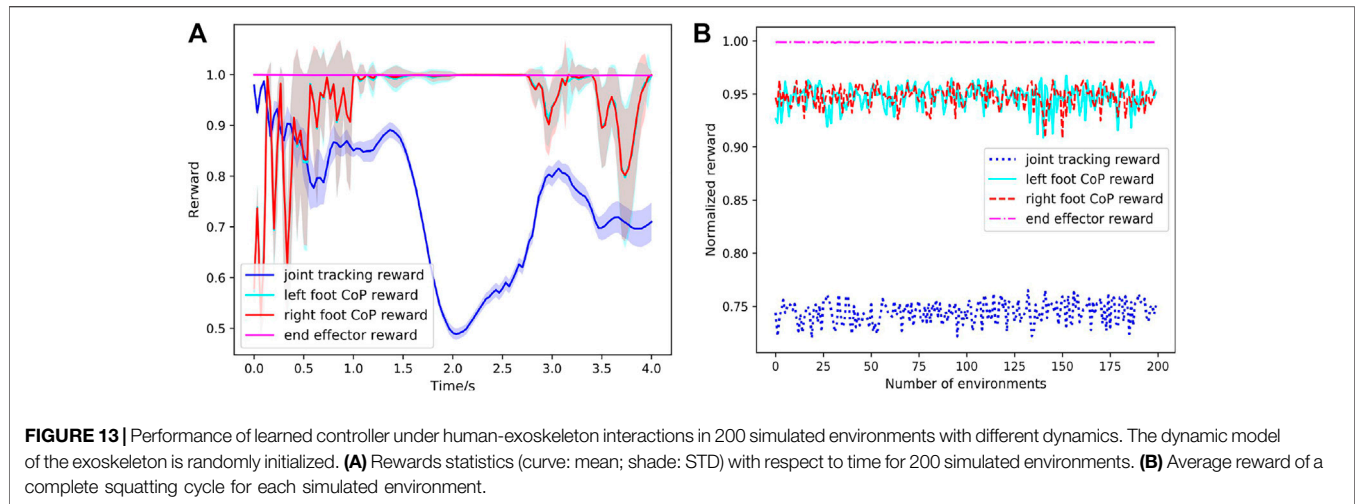 A
Rerward
1.0
0.9
0.8
0.7
0.6
0.5
joint tracking reward
left foot CoP reward
right foot CoP reward
end effector reward
0.0 0.5 1.0 1.5 2.0 2.5 3.0 3.5 4.0
Time/s
B
Normalized rerward
1.00
0.95
0.90
0.85
0.80
0.75
joint tracking reward
left foot CoP reward
right foot CoP reward
end effector reward
0 25 50 75 100 125 150 175 200
Number of environments
FIGURE 13 | Performance of learned controller under human-exoskeleton interactions in 200 simulated environments with different dynamics. The dynamic model
of the exoskeleton is randomly initialized. (A) Rewards statistics (curve: mean; shade: STD) with respect to time for 200 simulated environments. (B) Average reward of a
complete squatting cycle for each simulated environment.